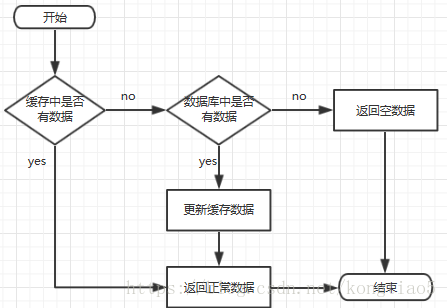 开始
缓存中是否
有数据
no
数据库中是否
有数据
no
返回空数据
yes
yes
更新缓存数据
返回正常数据
结束